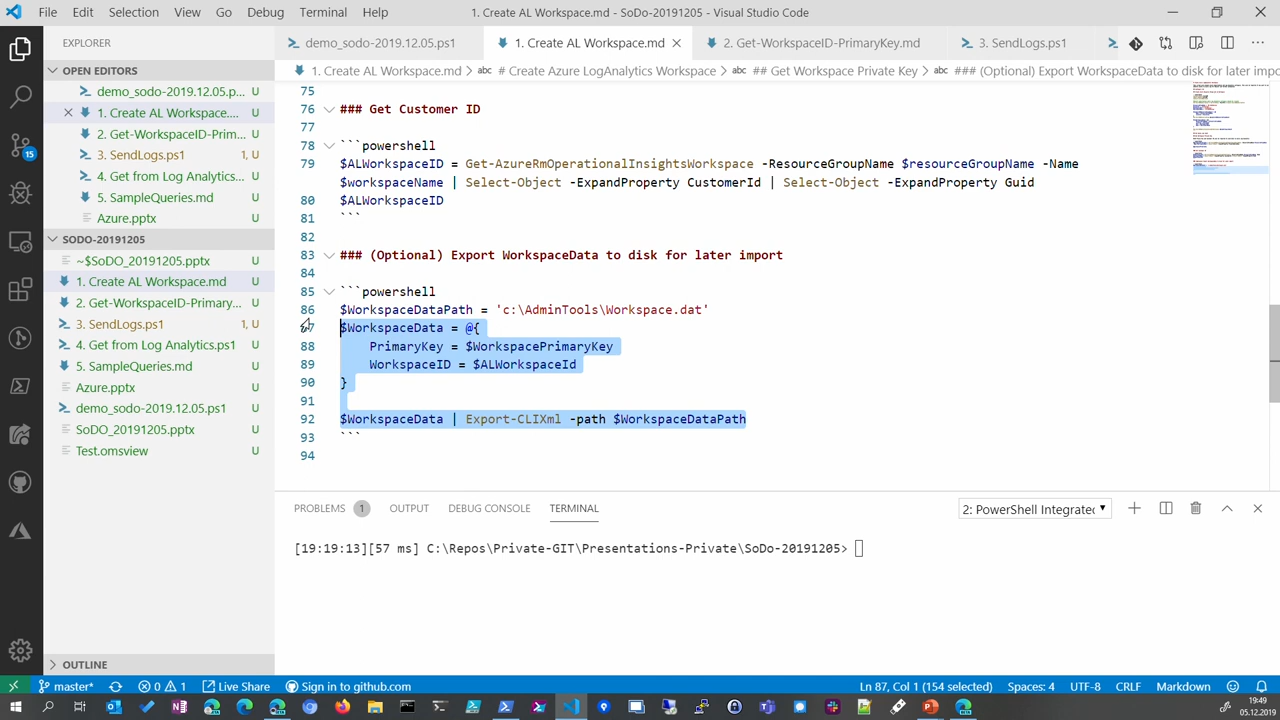 File Edit Selection View Go Debug Terminal Help
1. Create AL Workspace.md - SoDo-20191205 - Visual Studio Code
EXPLORER
demo_sodo-2019.12.05.ps1
1. Create AL Workspace.md
2. Get-WorkspaceID-PrimaryKey.md
3. SendLogs.ps1
1. Create AL Workspace.md > # Create Azure LogAnalytics Workspace > ## Get Workspace Private Key > ### (Optional) Export WorkspaceData to disk for later impo
OPEN EDITORS
demo_sodo-2019.12.05.p... U
1. Create AL Workspace.... U
2. Get-WorkspaceID-Prim... U
3. SendLogs.ps1 1, U
4. Get from Log Analytics... U
5. SampleQueries.md U
Azure.pptx U
SODO-20191205
~$SoDO_20191205.pptx U
1. Create AL Workspace.md U
2. Get-WorkspaceID-Primary... U
3. SendLogs.ps1 1, U
4. Get from Log Analytics.ps1 U
5. SampleQueries.md U
Azure.pptx U
demo_sodo-2019.12.05.ps1 U
SoDO_20191205.pptx U
Test.omsview U
OUTLINE
15
75
76 ### Get Customer ID
77
78 ```powershell
79 $ALWorkspaceID = Get-AzureRmOperationalInsightsWorkspace -ResourceGroupName -Name
$workspaceName | Select-Object -ExpandProperty CustomerId | Select-Object -ExpandProperty Guid
80 $ALWorkspaceID
81 ```
82
83 ### (Optional) Export WorkspaceData to disk for later import
84
85 ```powershell
86 $WorkspaceDataPath = 'c:\AdminTools\Workspace.dat'
87 $WorkspaceData = @{
88 PrimaryKey = $WorkspacePrimaryKey
89 WorkspaceID = $ALWorkspaceId
90 }
91
92 $WorkspaceData | Export-CLIXml -path $WorkspaceDataPath
93 ```
94
PROBLEMS 1 OUTPUT DEBUG CONSOLE TERMINAL
2: PowerShell Integrated
[19:19:13][57 ms] C:\Repos\Private-GIT\Presentations-Private\SoDo-20191205>
master* 0 1 Live Share Sign in to github.com
Ln 87, Col 1 (154 selected) Spaces: 4 UTF-8 CRLF Markdown
19:49
05.12.2019